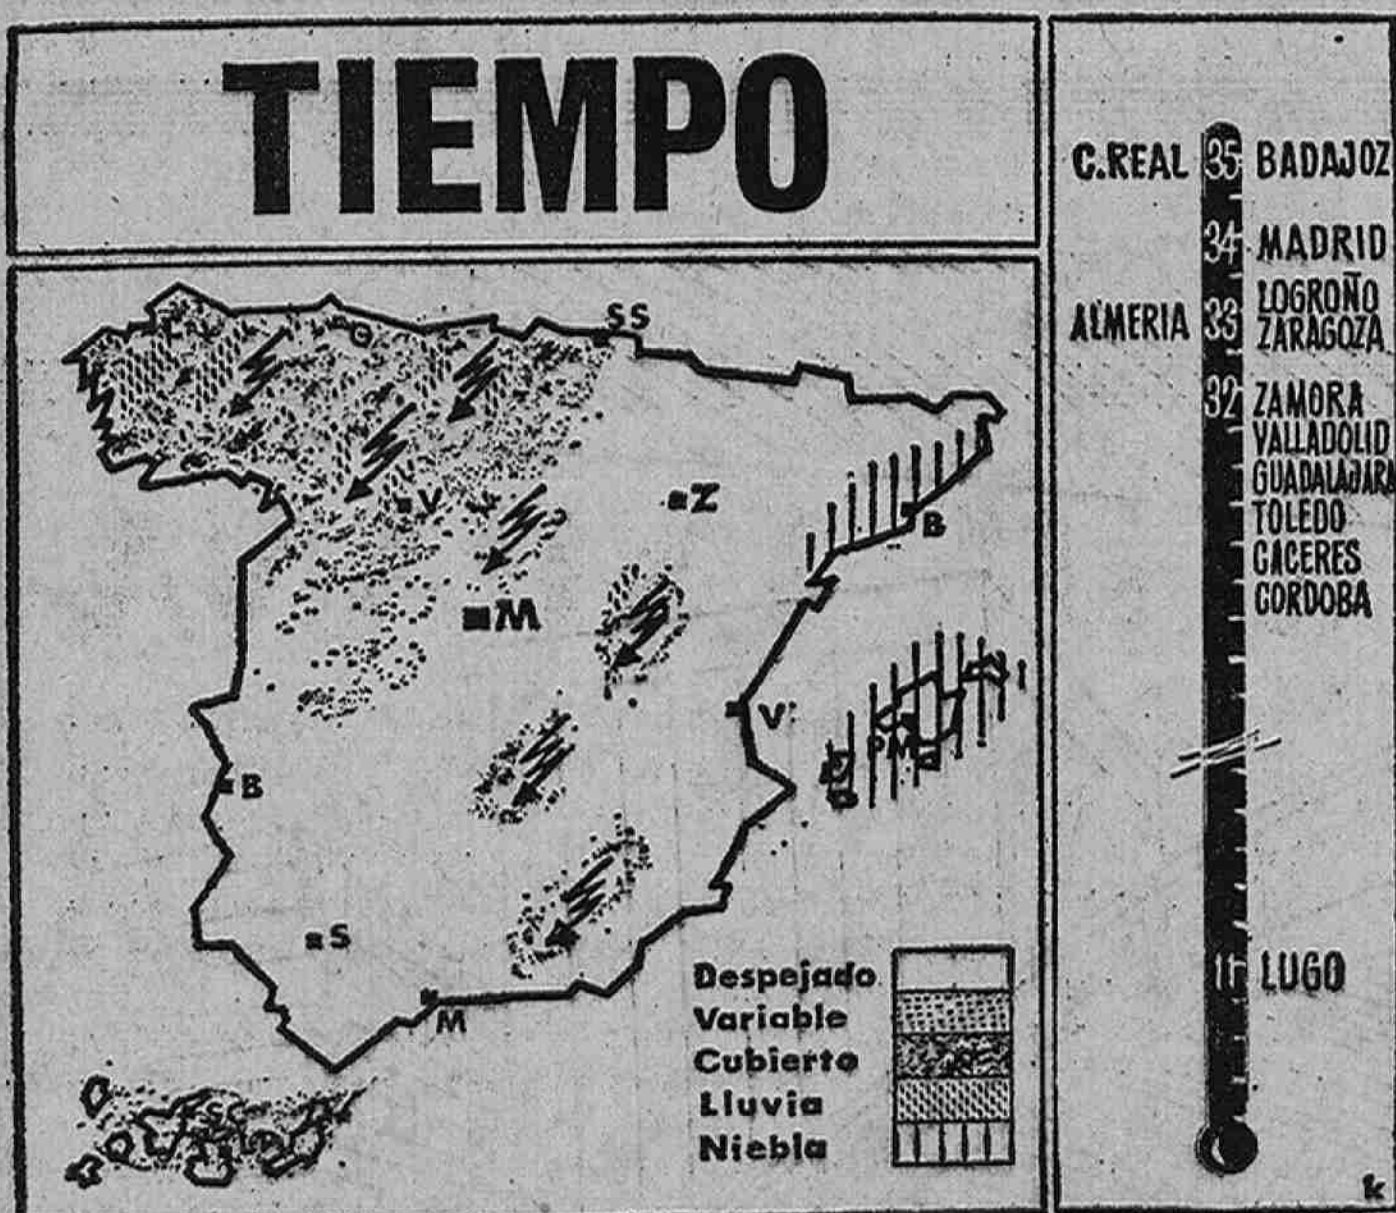 TIEMPO
SS
G
V
Z
B
M
V
PM
B
S
M
Despejado
Variable
Cubierto
Lluvia
Niebla
C.REAL 35 BADAJOZ
34 MADRID
LOGROÑO
ALMERIA 33 ZARAGOZA
32 ZAMORA
VALLADOLID
GUADALAJARA
TOLEDO
CACERES
CORDOBA
11 LUGO
k